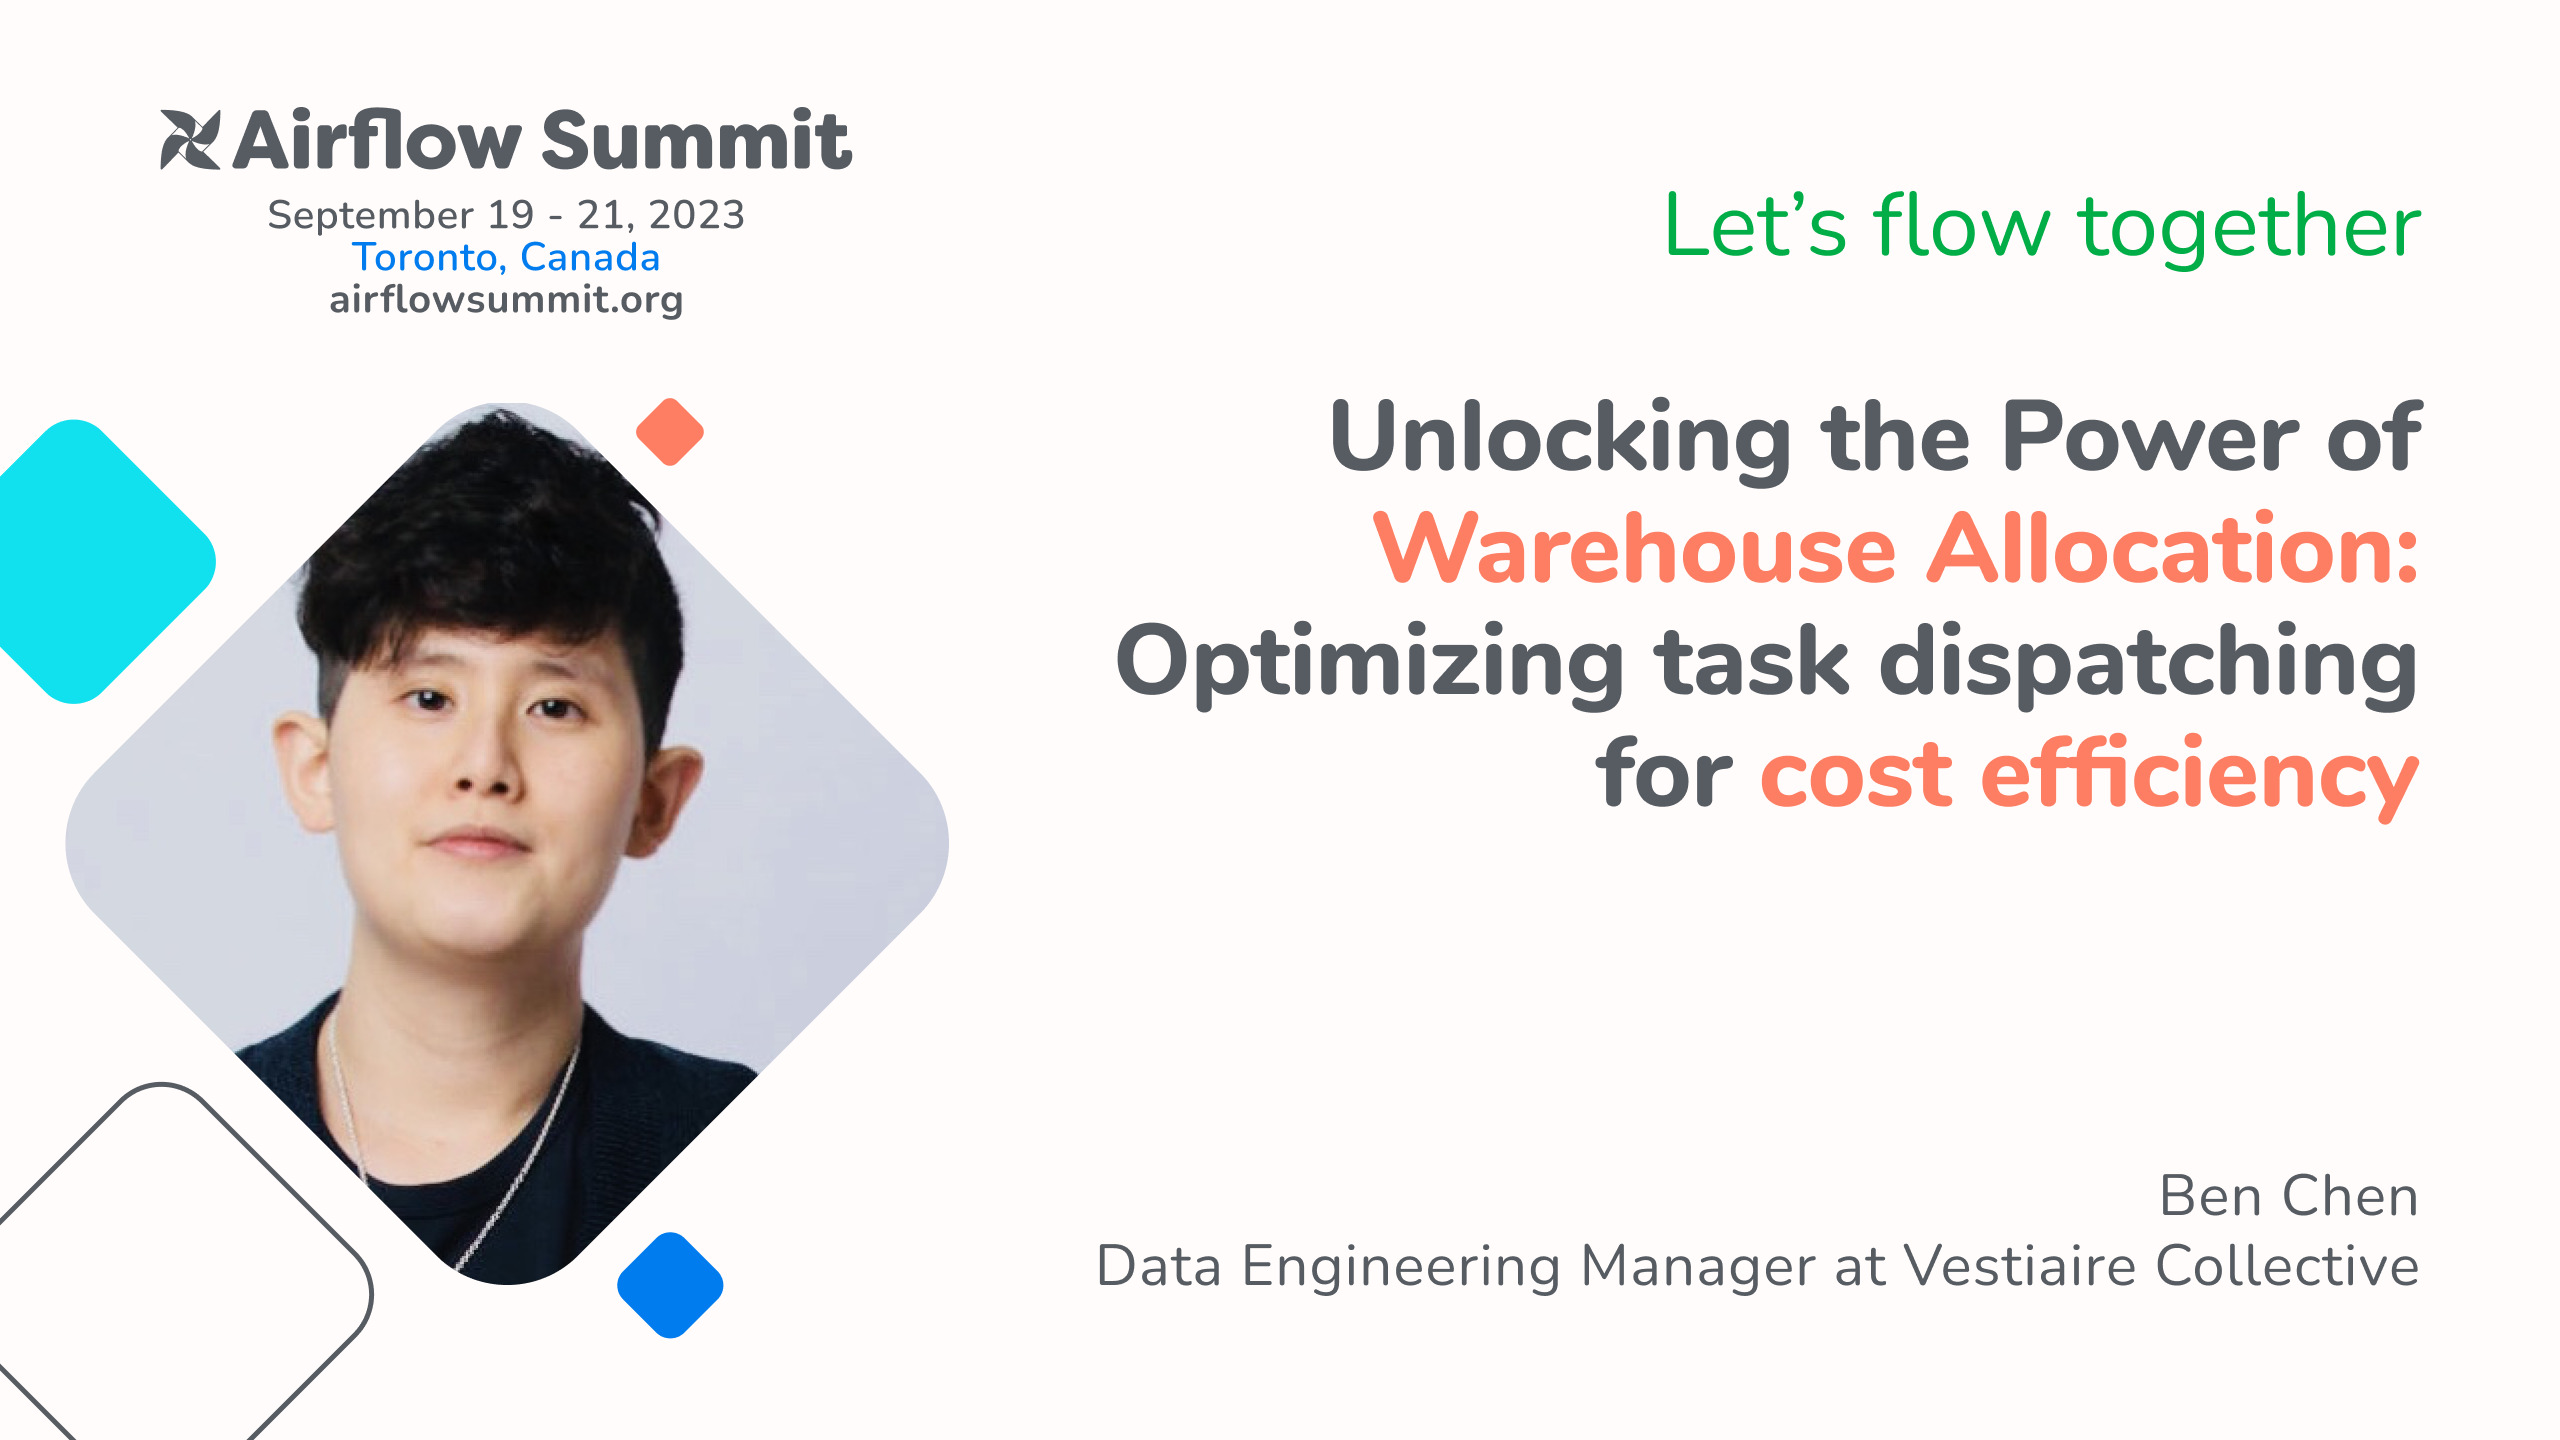 Airflow Summit
September 19 - 21, 2023
Toronto, Canada
airflowsummit.org
Let’s flow together
Unlocking the Power of
Warehouse Allocation:
Optimizing task dispatching
for cost efficiency
Ben Chen
Data Engineering Manager at Vestiaire Collective